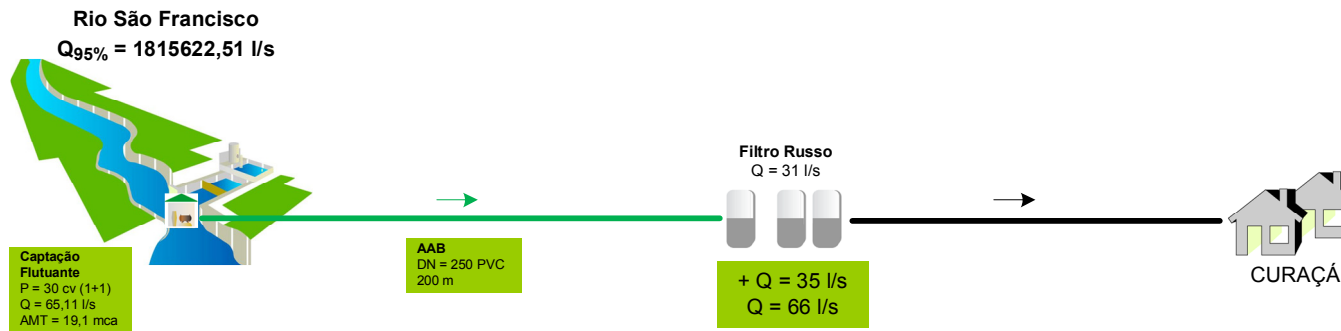 Rio São Francisco
Q95% = 1815622,51 l/s
Filtro Russo
Q = 31 l/s
Captação
Flutuante
P = 30 cv (1+1)
Q = 65,11 l/s
AMT = 19,1 mca
AAB
DN = 250 PVC
200 m
+ Q = 35 l/s
Q = 66 l/s
CURAÇÁ